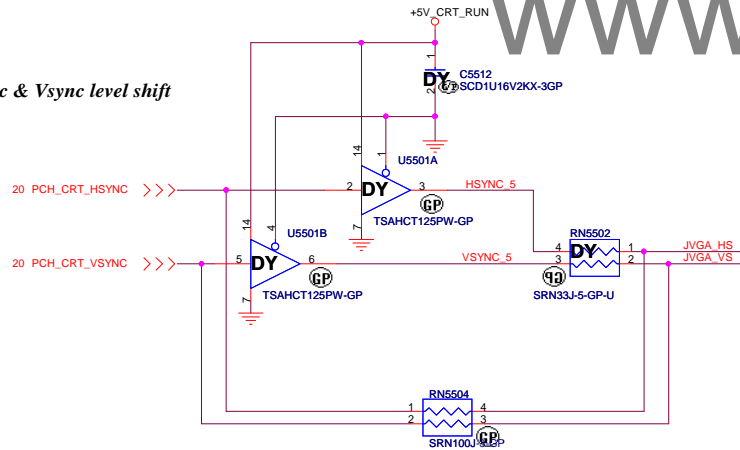 +5V_CRT_RUN
WWW
c & Vsync level shift
1
DY
C5512
2
SCD1U16V2KX-3GP
14
1
U5501A
20 PCH_CRT_HSYNC
2
DY
3
HSYNC_5
GP
7
TSAHCT125PW-GP
14
4
U5501B
20 PCH_CRT_VSYNC
5
DY
6
VSYNC_5
GP
7
TSAHCT125PW-GP
RN5502
4
DY
1
JVGA_HS
3
2
JVGA_VS
GP
SRN33J-5-GP-U
RN5504
1
4
2
3
GP